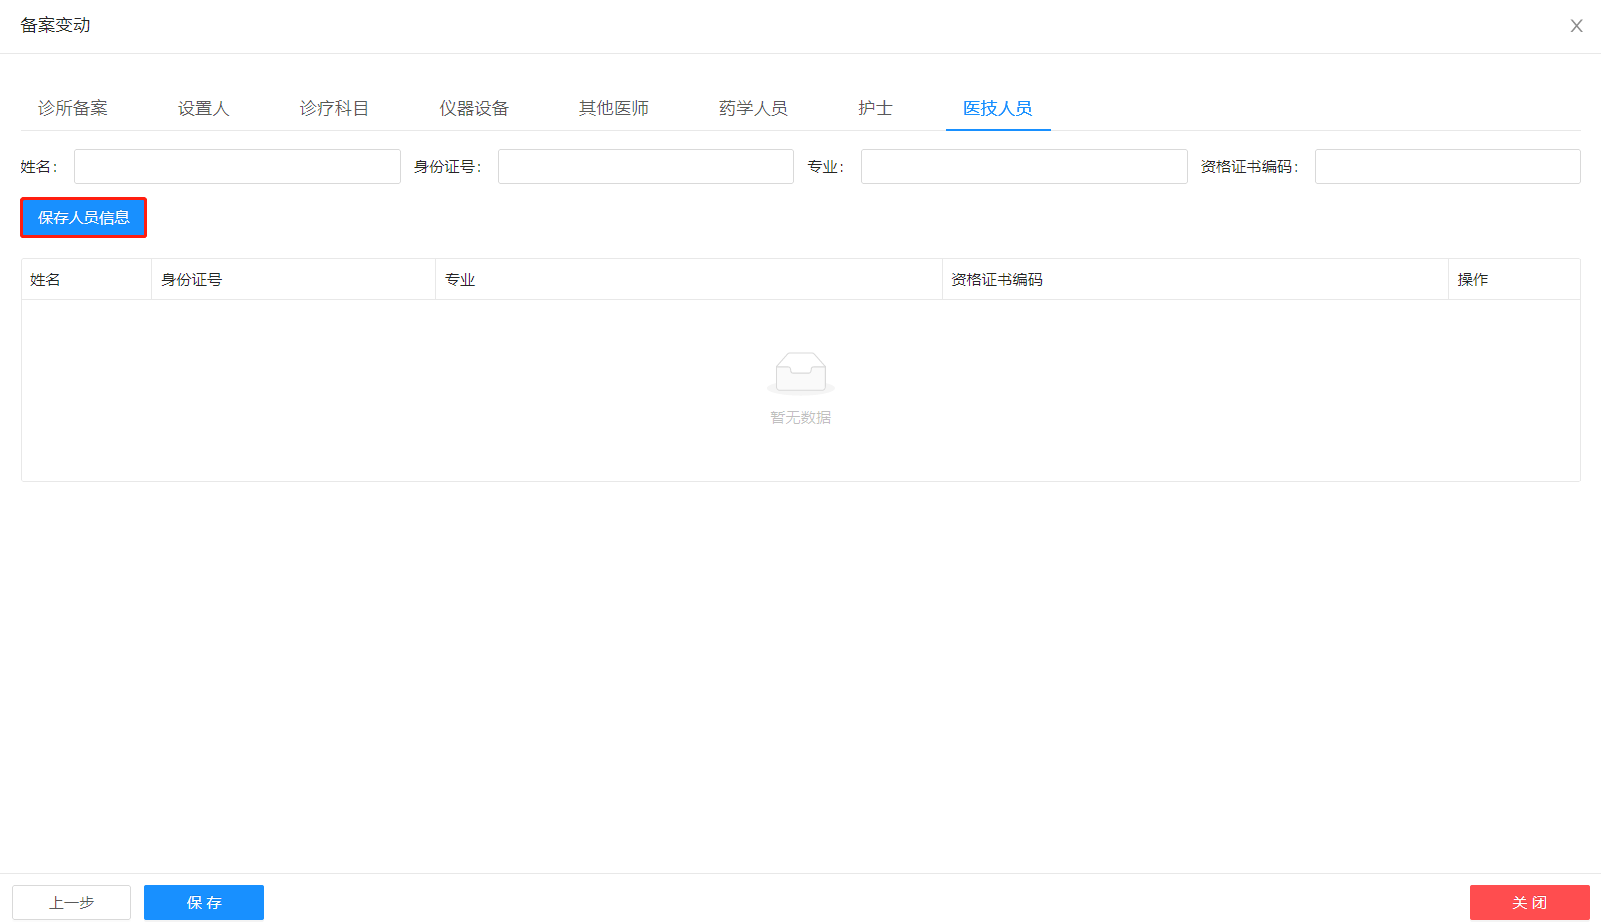 备案变动
诊所备案 设置人 诊疗科目 仪器设备 其他医师 药学人员 护士 医技人员
姓名： 身份证号： 专业： 资格证书编码：
保存人员信息
姓名 身份证号 专业 资格证书编码 操作
暂无数据
上一步 保 存 关 闭